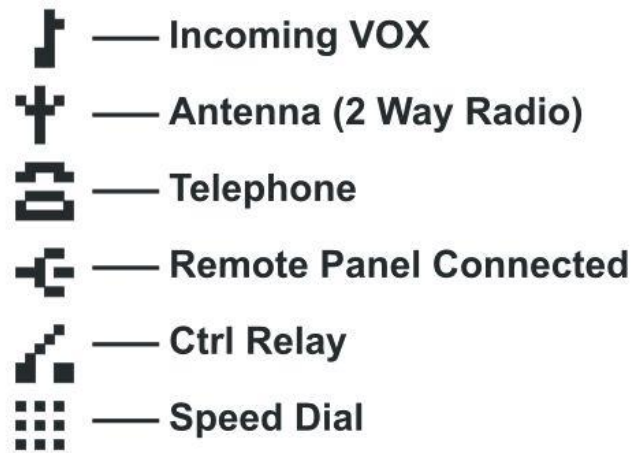 Incoming VOX
Antenna (2 Way Radio)
Telephone
Remote Panel Connected
Ctrl Relay
Speed Dial